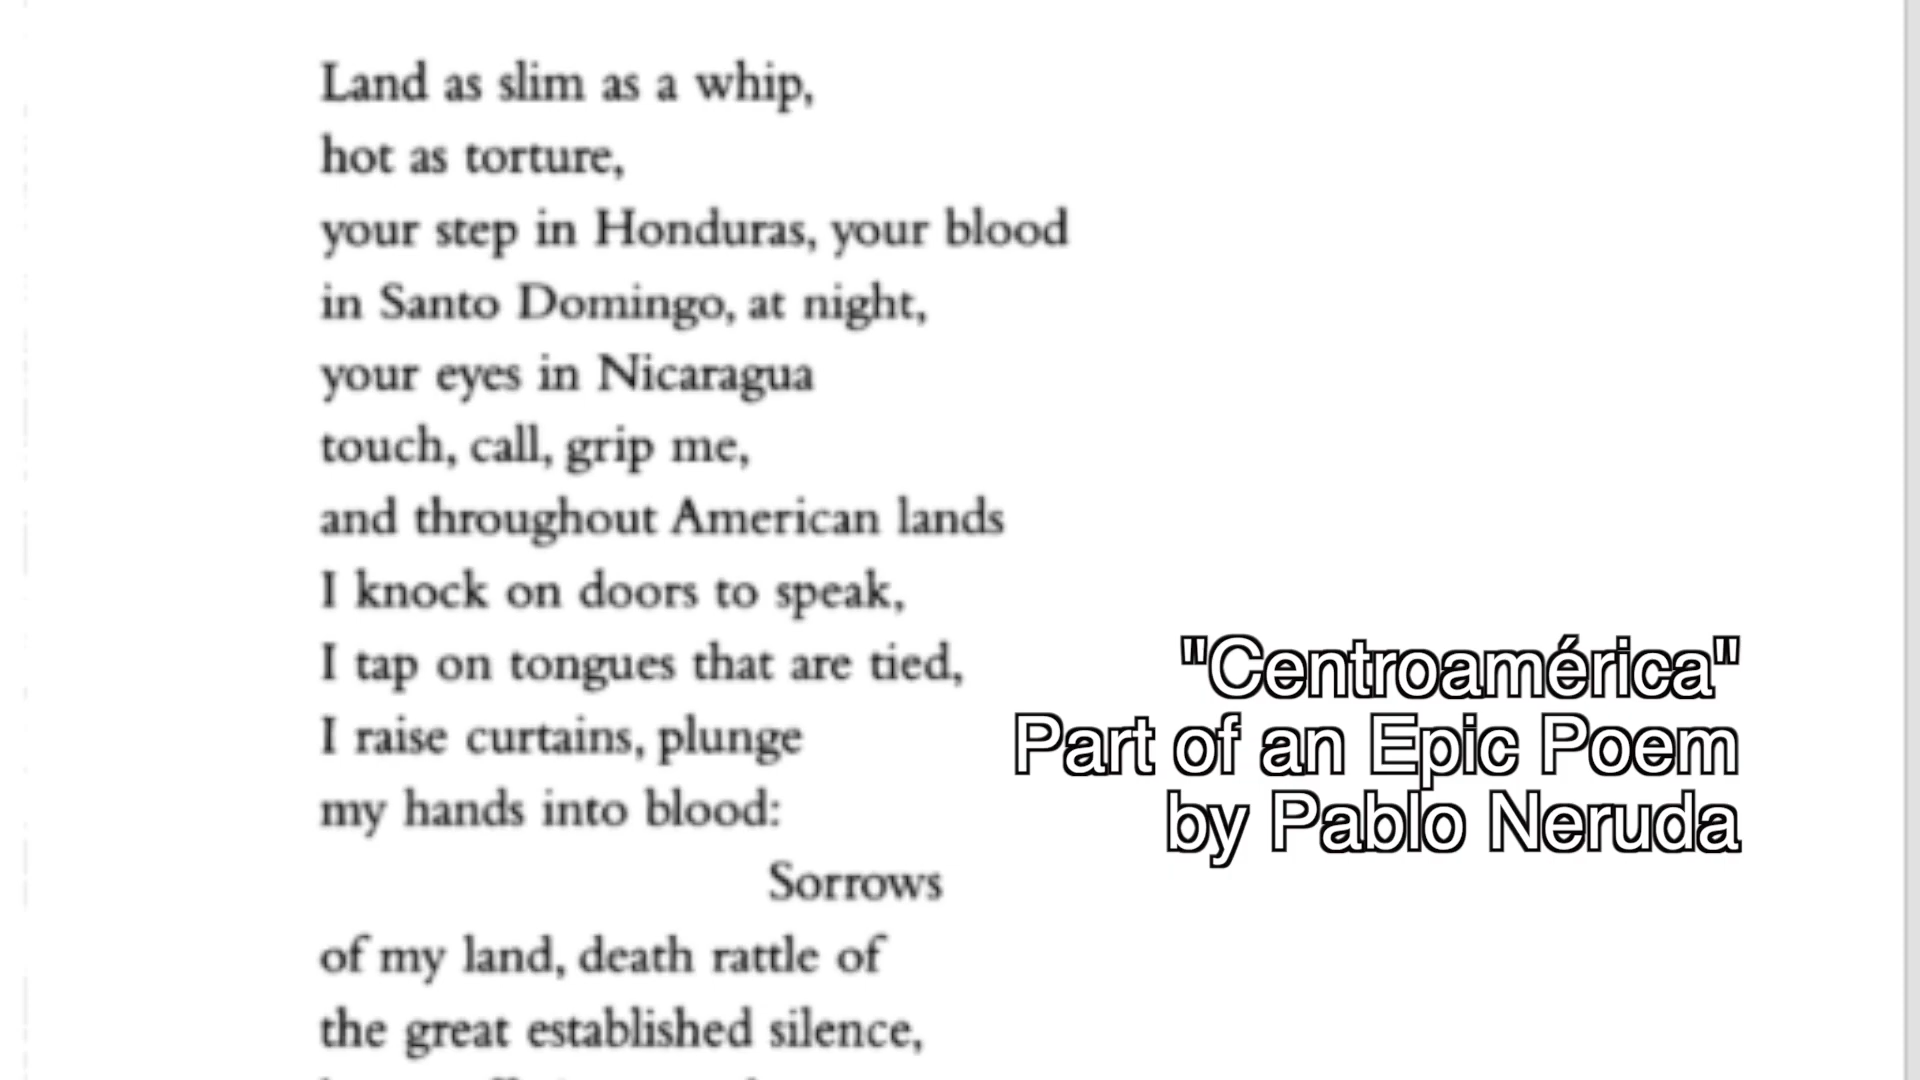 Land as slim as a whip,
hot as torture,
your step in Honduras, your blood
in Santo Domingo, at night,
your eyes in Nicaragua
touch, call, grip me,
and throughout American lands
I knock on doors to speak,
I tap on tongues that are tied,
I raise curtains, plunge
my hands into blood:
Sorrows
of my land, death rattle of
the great established silence,
"Centroamérica"
Part of an Epic Poem
by Pablo Neruda